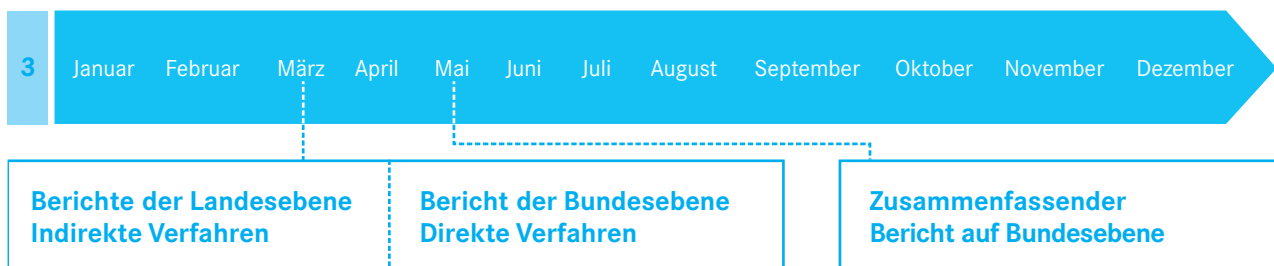 3 Januar Februar März April Mai Juni Juli August September Oktober November Dezember
Berichte der Landesebene
Indirekte Verfahren
Bericht der Bundesebene
Direkte Verfahren
Zusammenfassender
Bericht auf Bundesebene